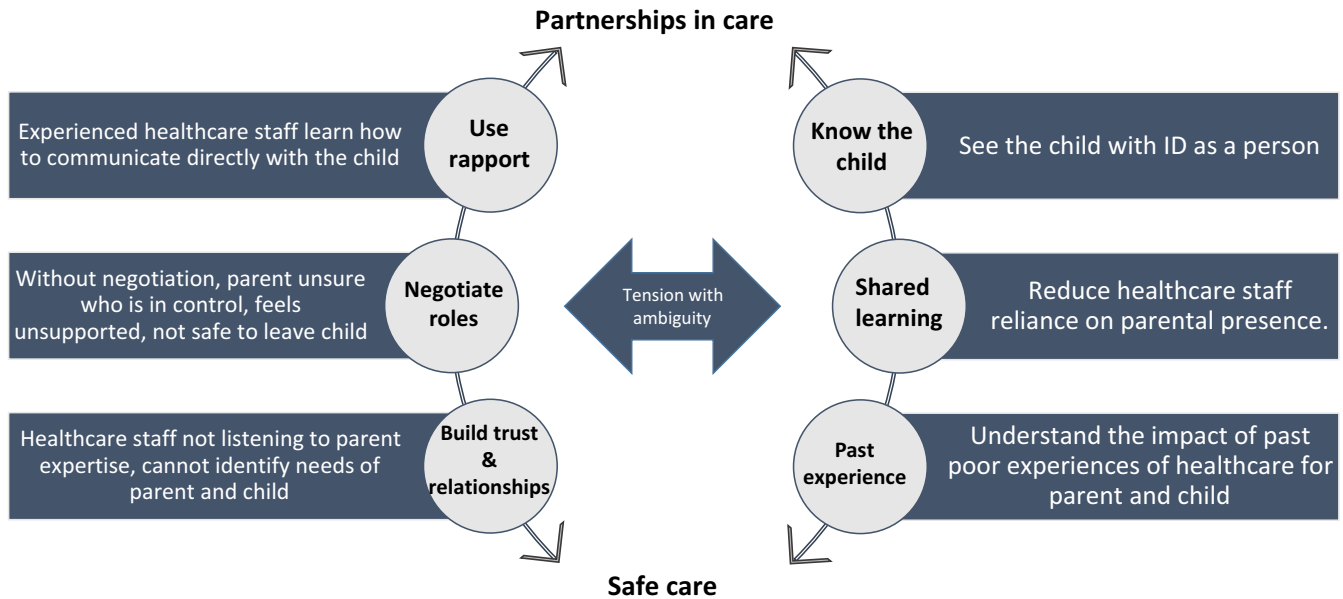 Partnerships in care
Experienced healthcare staff learn how
to communicate directly with the child
Use
rapport
Know the
child
See the child with ID as a person
Without negotiation, parent unsure
who is in control, feels
unsupported, not safe to leave child
Negotiate
roles
Tension with
ambiguity
Shared
learning
Reduce healthcare staff
reliance on parental presence.
Healthcare staff not listening to parent
expertise, cannot identify needs of
parent and child
Build trust
&
relationships
Past
experience
Understand the impact of past
poor experiences of healthcare for
parent and child
Safe care